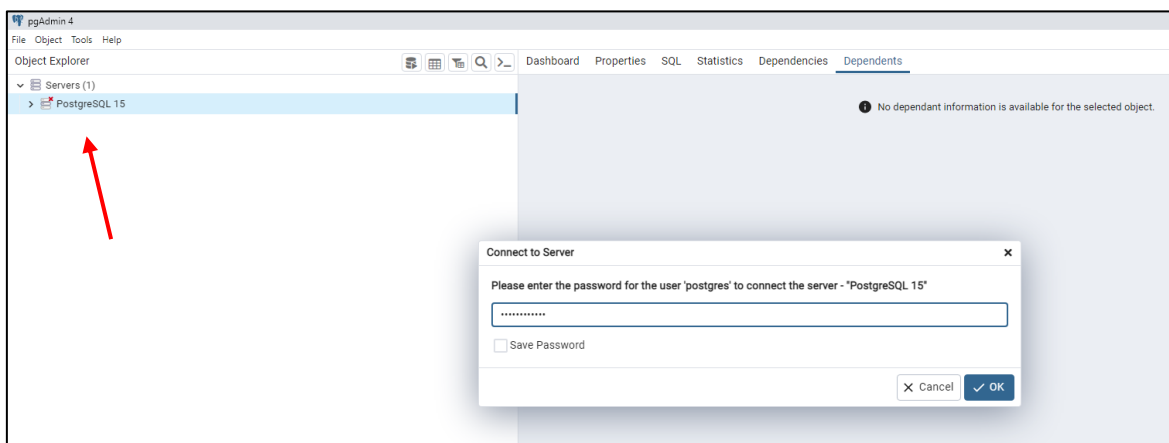 pgAdmin 4
File Object Tools Help
Object Explorer
Dashboard Properties SQL Statistics Dependencies Dependents
Servers (1)
PostgreSQL 15
No dependant information is available for the selected object.
Connect to Server
Please enter the password for the user 'postgres' to connect the server - "PostgreSQL 15"
············
Save Password
Cancel OK